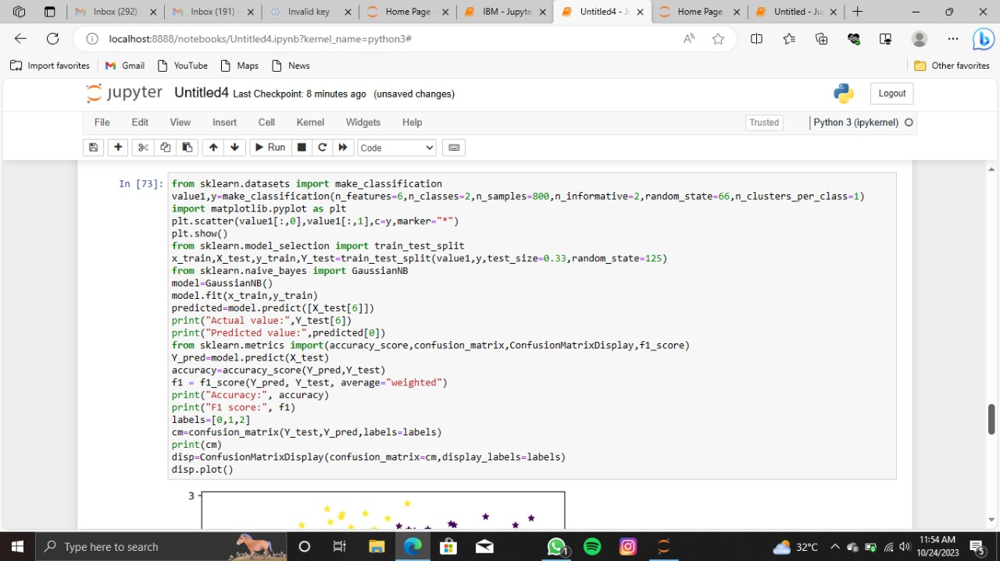 Inbox (292) -
Inbox (191) -
Invalid key
Home Page -
IBM - Jupyte
Untitled4 - J
Home Page -
Untitled - Ju
localhost:8888/notebooks/Untitled4.ipynb?kernel_name=python3#
Import favorites
Gmail
YouTube
Maps
News
Other favorites
jupyter Untitled4 Last Checkpoint: 8 minutes ago (unsaved changes)
Logout
File Edit View Insert Cell Kernel Widgets Help
Trusted
Python 3 (ipykernel)
Run
Code
In [73]:
from sklearn.datasets import make_classification
value1,y=make_classification(n_features=6,n_classes=2,n_samples=800,n_informative=2,random_state=66,n_clusters_per_class=1)
import matplotlib.pyplot as plt
plt.scatter(value1[:,0],value1[:,1],c=y,marker="*")
plt.show()
from sklearn.model_selection import train_test_split
x_train,X_test,y_train,Y_test=train_test_split(value1,y,test_size=0.33,random_state=125)
from sklearn.naive_bayes import GaussianNB
model=GaussianNB()
model.fit(x_train,y_train)
predicted=model.predict([X_test[6]])
print("Actual value:",Y_test[6])
print("Predicted value:",predicted[0])
from sklearn.metrics import(accuracy_score,confusion_matrix,ConfusionMatrixDisplay,f1_score)
Y_pred=model.predict(X_test)
accuracy=accuracy_score(Y_pred,Y_test)
f1 = f1_score(Y_pred, Y_test, average="weighted")
print("Accuracy:", accuracy)
print("F1 score:", f1)
labels=[0,1,2]
cm=confusion_matrix(Y_test,Y_pred,labels=labels)
print(cm)
disp=ConfusionMatrixDisplay(confusion_matrix=cm,display_labels=labels)
disp.plot()
3
Type here to search
1
32°C
11:54 AM
10/24/2023
5